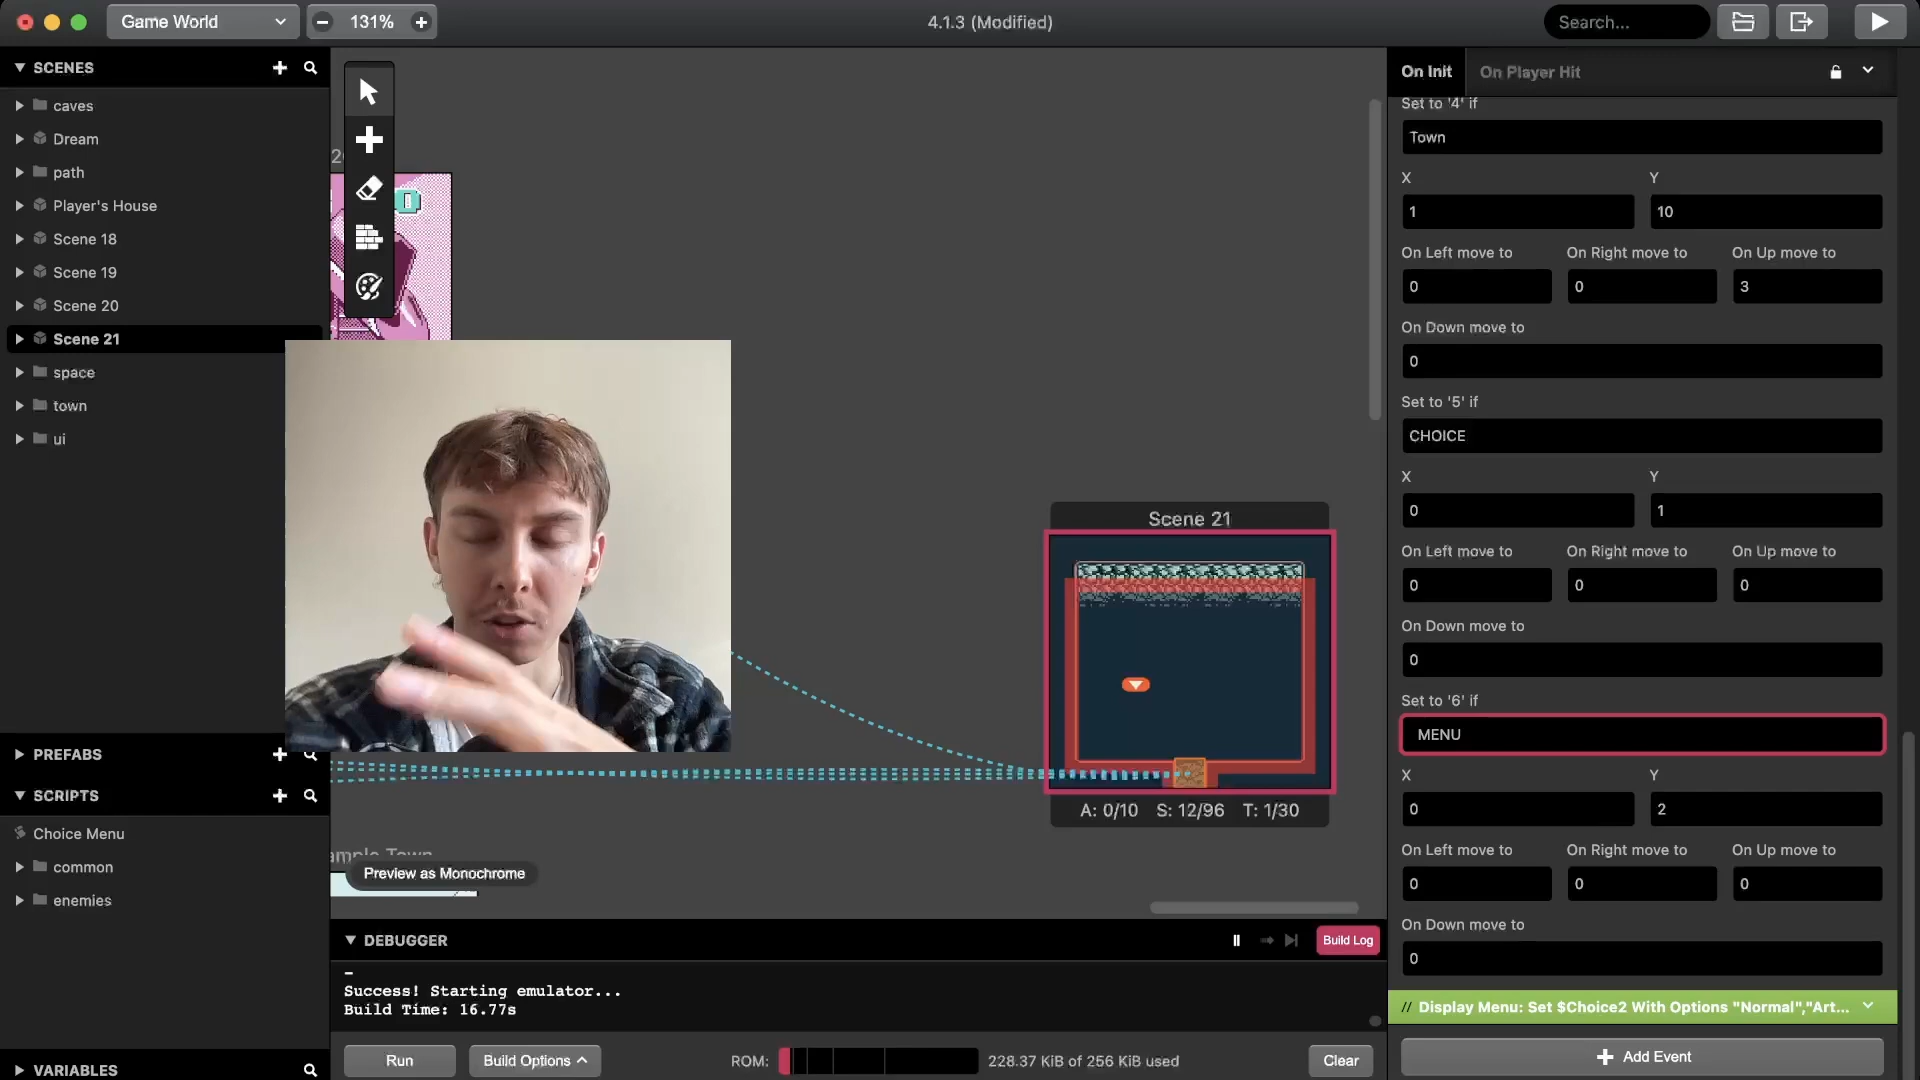 Game World
131%
4.1.3 (Modified)
Search...
SCENES
caves
Dream
path
Player's House
Scene 18
Scene 19
Scene 20
Scene 21
space
town
ui
PREFABS
SCRIPTS
Choice Menu
common
enemies
VARIABLES
Scene 21
A: 0/10 S: 12/96 T: 1/30
Preview as Monochrome
DEBUGGER
Build Log
Success! Starting emulator...
Build Time: 16.77s
Run
Build Options
ROM:
228.37 KiB of 256 KiB used
Clear
On Init
On Player Hit
Set to '4' if
Town
X Y
1 10
On Left move to On Right move to On Up move to
0 0 3
On Down move to
0
Set to '5' if
CHOICE
X Y
0 1
On Left move to On Right move to On Up move to
0 0 0
On Down move to
0
Set to '6' if
MENU
X Y
0 2
On Left move to On Right move to On Up move to
0 0 0
On Down move to
0
// Display Menu: Set $Choice2 With Options "Normal","Art...
Add Event